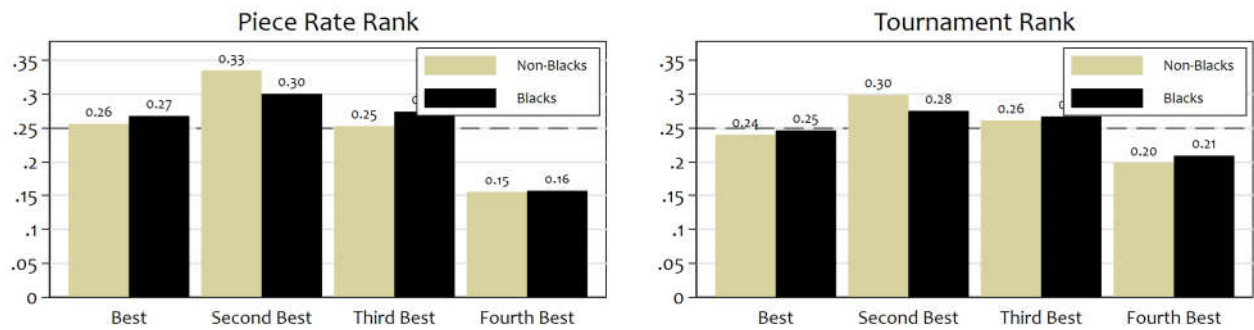 Piece Rate Rank
.35
.3
.25
.2
.15
.1
.05
0
Non-Blacks
Blacks
0.26
0.27
0.33
0.30
0.25
0.15
0.16
Best
Second Best
Third Best
Fourth Best
Tournament Rank
.35
.3
.25
.2
.15
.1
.05
0
Non-Blacks
Blacks
0.24
0.25
0.30
0.28
0.26
0.20
0.21
Best
Second Best
Third Best
Fourth Best